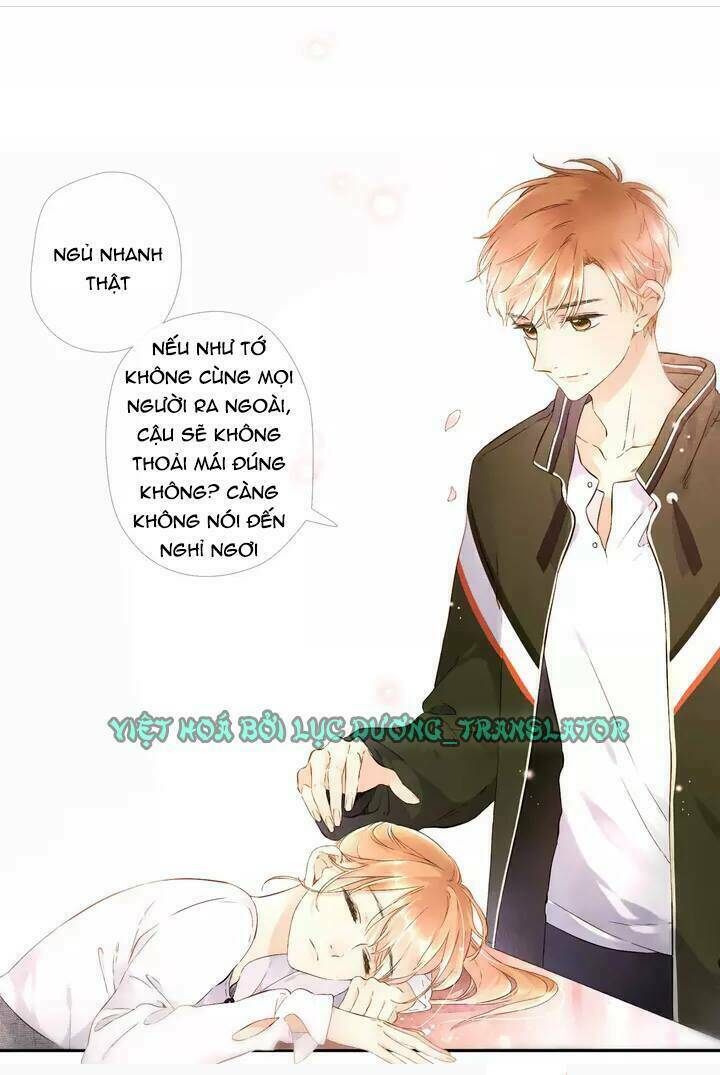 NGỦ NHANH
THẬT
NẾU NHƯ TỚ
KHÔNG CÙNG MỌI
NGƯỜI RA NGOÀI,
CẬU SẼ KHÔNG
THOẢI MÁI ĐÚNG
KHÔNG? CÀNG
KHÔNG NÓI ĐẾN
NGHỈ NGƠI
VIỆT HOÁ BỞI LỤC DƯƠNG_TRANSLATOR